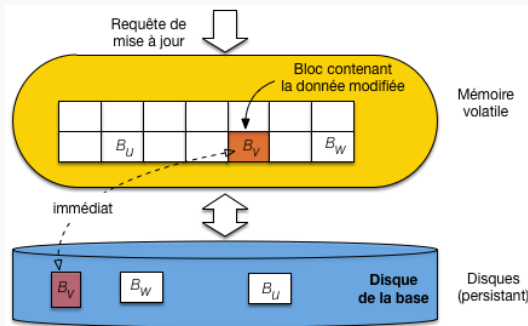 Requête de
mise à jour
Bloc contenant
la donnée modifiée
Mémoire
volatile
Bu
Bv
Bw
immédiat
Bv
Bw
Bu
Disque
de la base
Disques
(persistant)